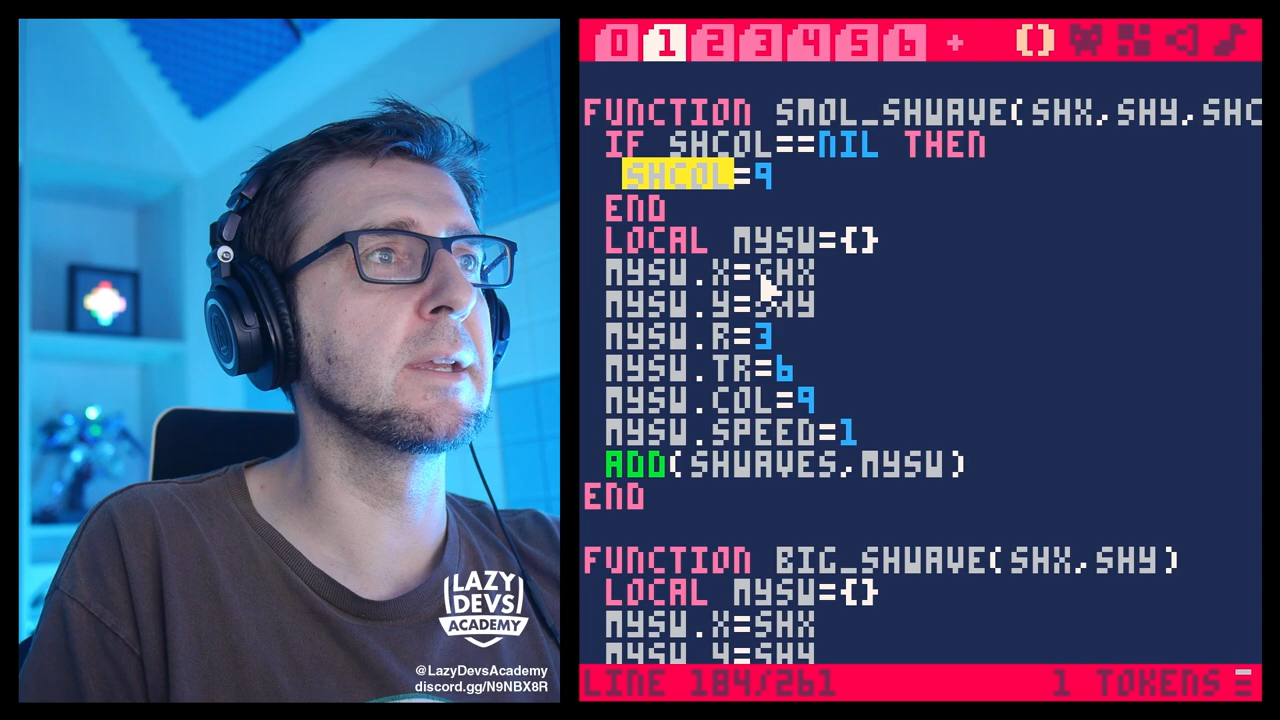 LAZY
DEVS
ACADEMY
@LazyDevsAcademy
discord.gg/N9NBX8R
0 1 2 3 4 5 6 +
FUNCTION SMOL_SHWAVE(SHX,SHY,SHC
IF SHCOL==NIL THEN
SHCOL=9
END
LOCAL MYSW={}
MYSW.X=SHX
MYSW.Y=SHY
MYSW.R=3
MYSW.TR=6
MYSW.COL=9
MYSW.SPEED=1
ADD(SHWAVES,MYSW)
END
FUNCTION BIG_SHWAVE(SHX,SHY)
LOCAL MYSW={}
MYSW.X=SHX
MYSW.Y=SHY
LINE 184/261
1 TOKENS